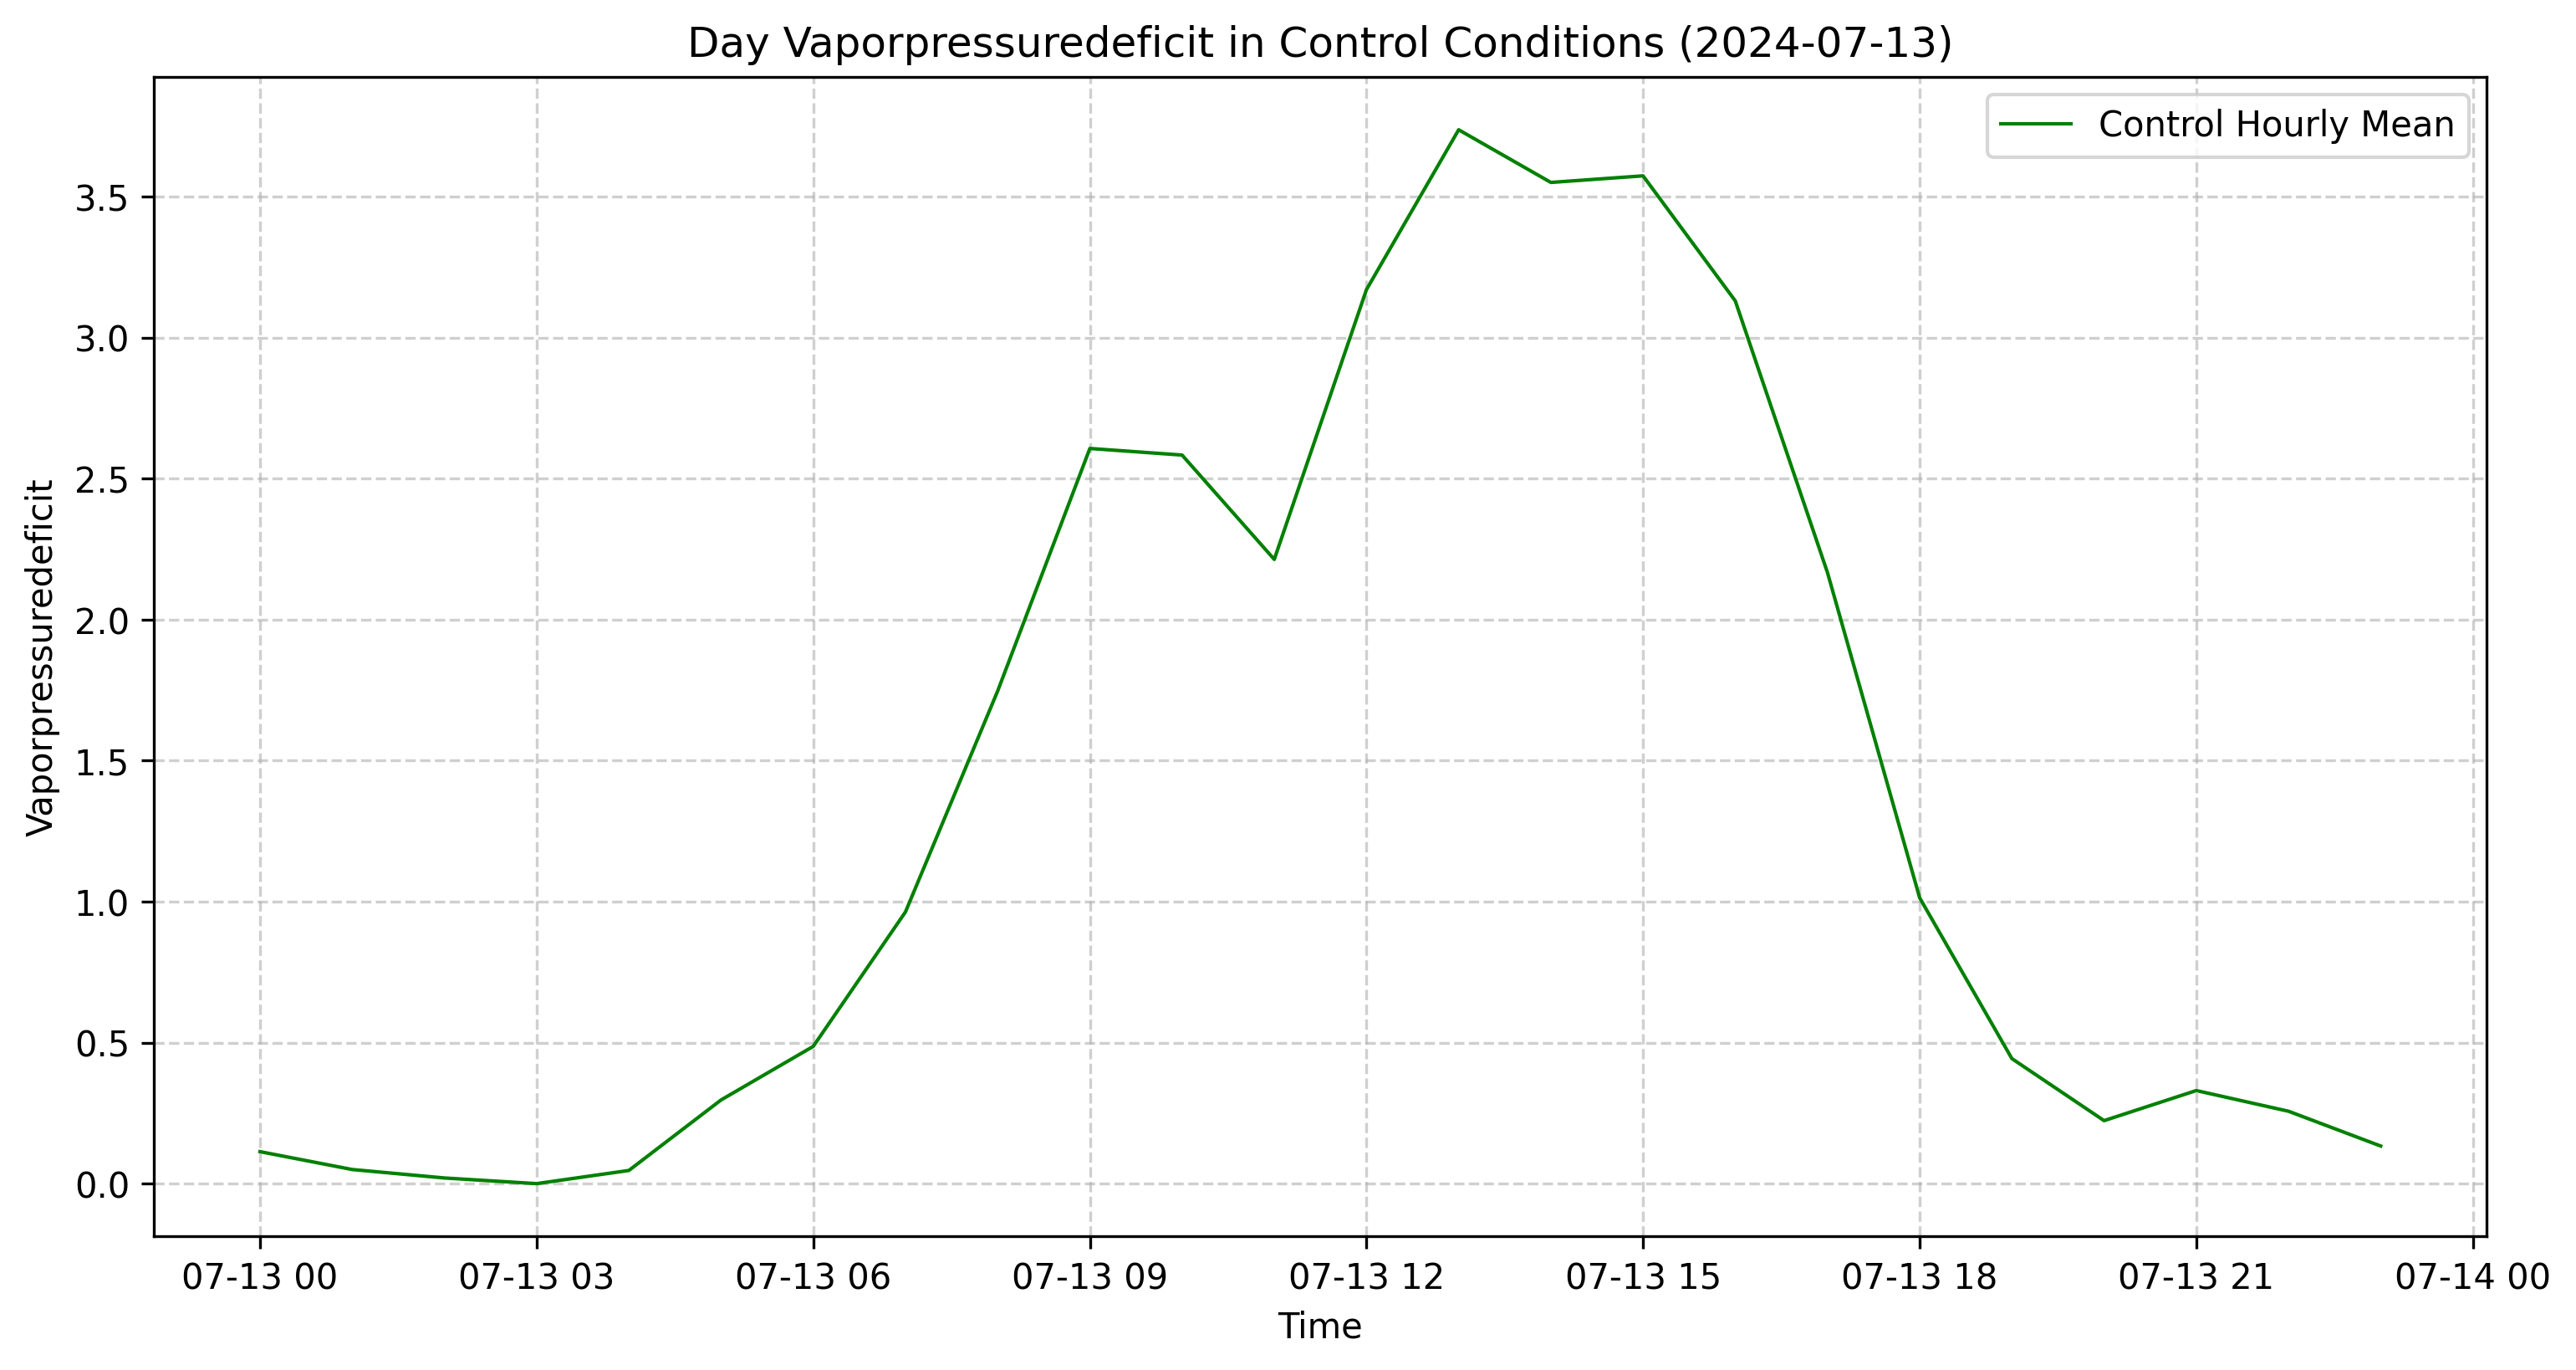 Day Vaporpressuredeficit in Control Conditions (2024-07-13)
Control Hourly Mean
Vaporpressuredeficit
3.5
3.0
2.5
2.0
1.5
1.0
0.5
0.0
07-13 00 07-13 03 07-13 06 07-13 09 07-13 12 07-13 15 07-13 18 07-13 21 07-14 00
Time